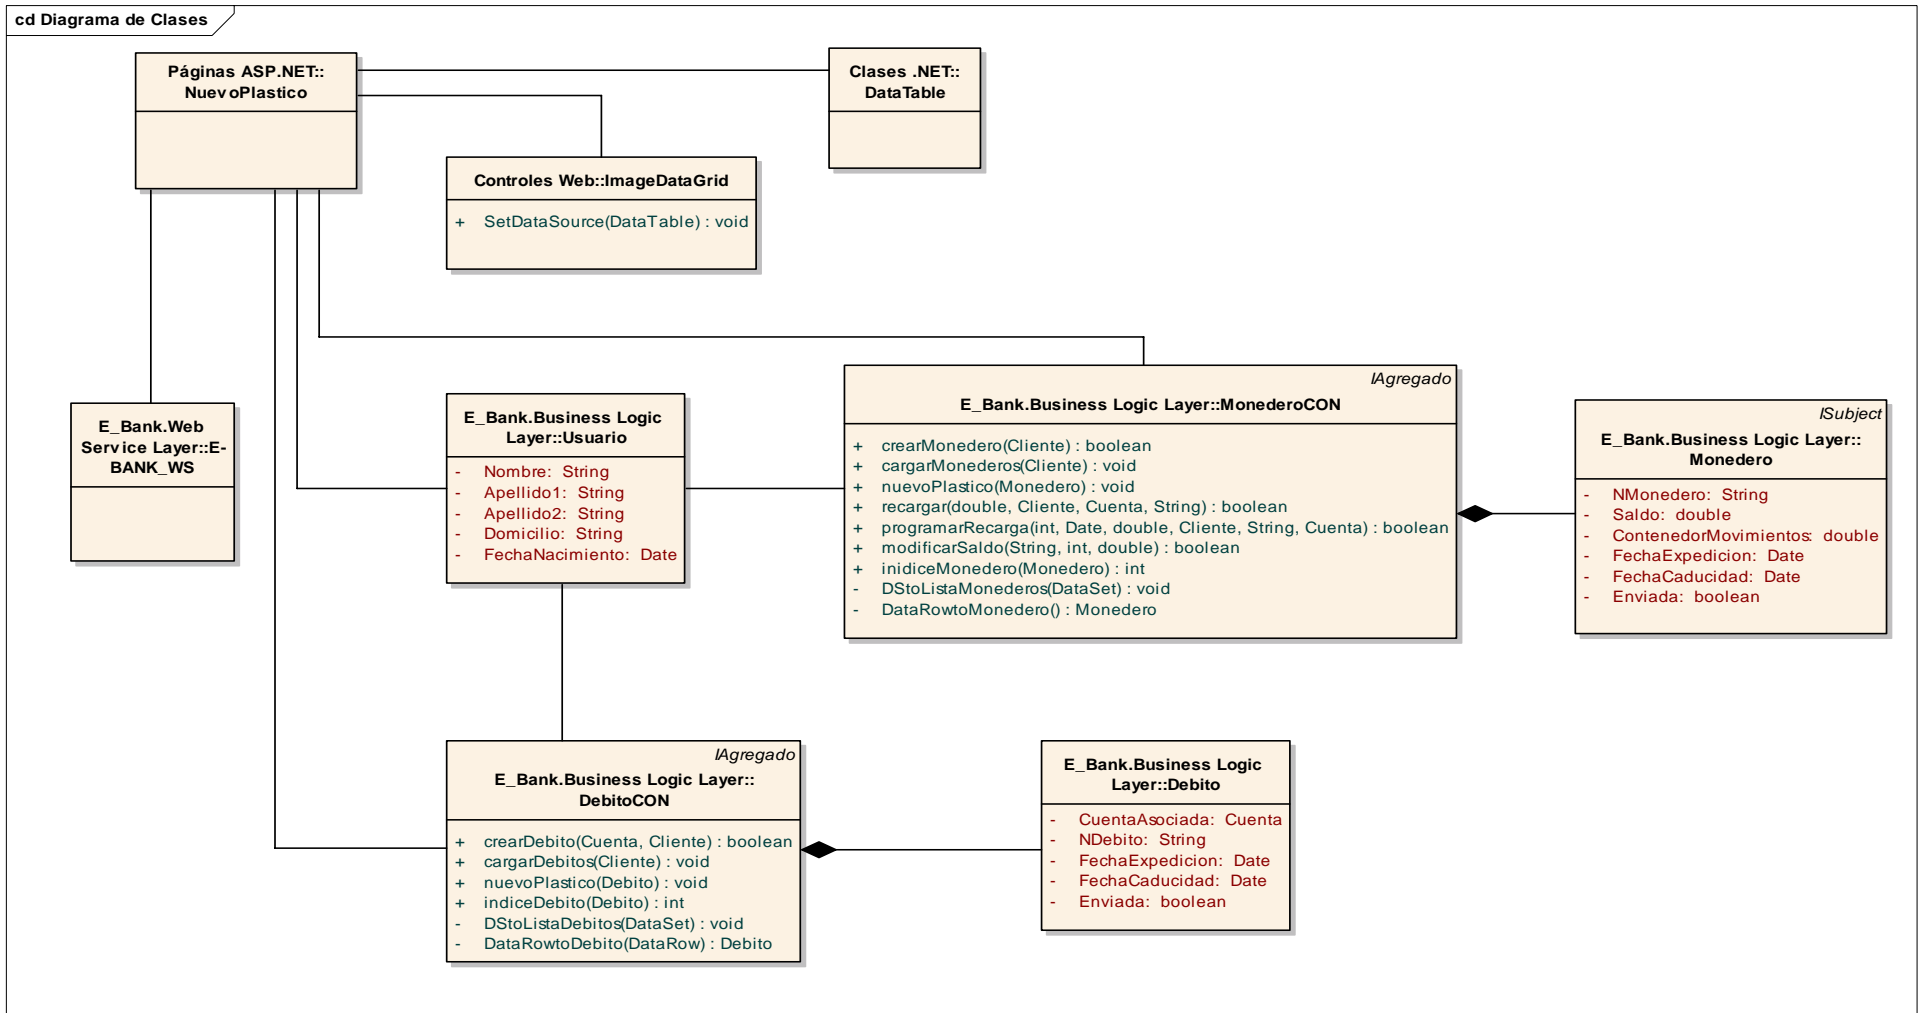 cd Diagrama de Clases
Páginas ASP.NET::
NuevoPlastico
Clases .NET::
DataTable
Controles Web::ImageDataGrid
+ SetDataSource(DataTable) : void
E_Bank.Web
Service Layer::E-
BANK_WS
E_Bank.Business Logic
Layer::Usuario
- Nombre: String
- Apellido1: String
- Apellido2: String
- Domicilio: String
- FechaNacimiento: Date
IAgregado
E_Bank.Business Logic Layer::MonederoCON
+ crearMonedero(Cliente) : boolean
+ cargarMonederos(Cliente) : void
+ nuevoPlastico(Monedero) : void
+ recargar(double, Cliente, Cuenta, String) : boolean
+ programarRecarga(int, Date, double, Cliente, String, Cuenta) : boolean
+ modificarSaldo(String, int, double) : boolean
+ inidiceMonedero(Monedero) : int
- DStoListaMonederos(DataSet) : void
- DataRowtoMonedero() : Monedero
ISubject
E_Bank.Business Logic Layer::
Monedero
- NMonedero: String
- Saldo: double
- ContenedorMovimientos: double
- FechaExpedicion: Date
- FechaCaducidad: Date
- Enviada: boolean
IAgregado
E_Bank.Business Logic Layer::
DebitoCON
+ crearDebito(Cuenta, Cliente) : boolean
+ cargarDebitos(Cliente) : void
+ nuevoPlastico(Debito) : void
+ indiceDebito(Debito) : int
- DStoListaDebitos(DataSet) : void
- DataRowtoDebito(DataRow) : Debito
E_Bank.Business Logic
Layer::Debito
- CuentaAsociada: Cuenta
- NDebito: String
- FechaExpedicion: Date
- FechaCaducidad: Date
- Enviada: boolean